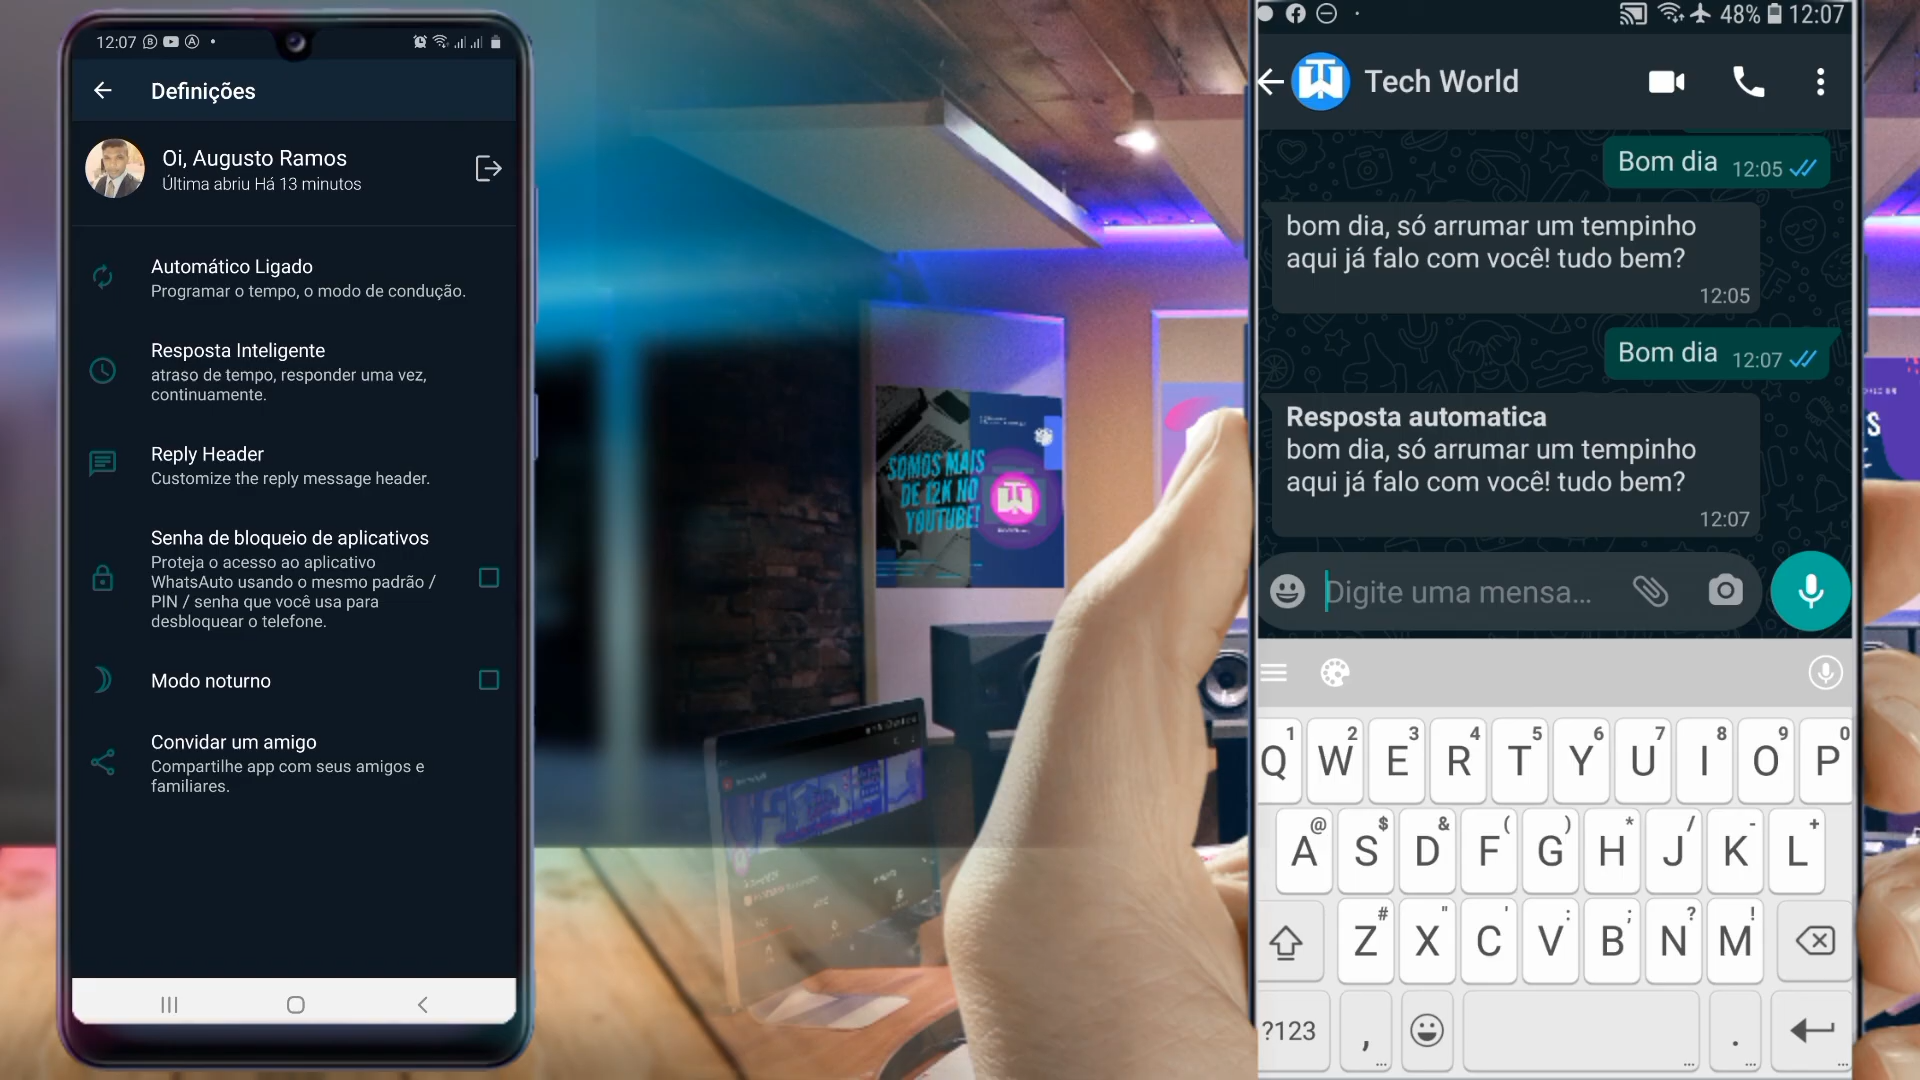 12:07
Definições
Oi, Augusto Ramos
Última abriu Há 13 minutos
Automático Ligado
Programar o tempo, o modo de condução.
Resposta Inteligente
atraso de tempo, responder uma vez,
continuamente.
Reply Header
Customize the reply message header.
Senha de bloqueio de aplicativos
Proteja o acesso ao aplicativo
WhatsAuto usando o mesmo padrão /
PIN / senha que você usa para
desbloquear o telefone.
Modo noturno
Convidar um amigo
Compartilhe app com seus amigos e
familiares.
SOMOS MAIS
DE 12K NO
YOUTUBE!
48% 12:07
Tech World
Bom dia 12:05
bom dia, só arrumar um tempinho
aqui já falo com você! tudo bem?
12:05
Bom dia 12:07
Resposta automatica
bom dia, só arrumar um tempinho
aqui já falo com você! tudo bem?
12:07
Digite uma mensa...
1 2 3 4 5 6 7 8 9 0
Q W E R T Y U I O P
@ $ & ( ) * / - +
A S D F G H J K L
# " ' : ; ? !
Z X C V B N M
?123 , .